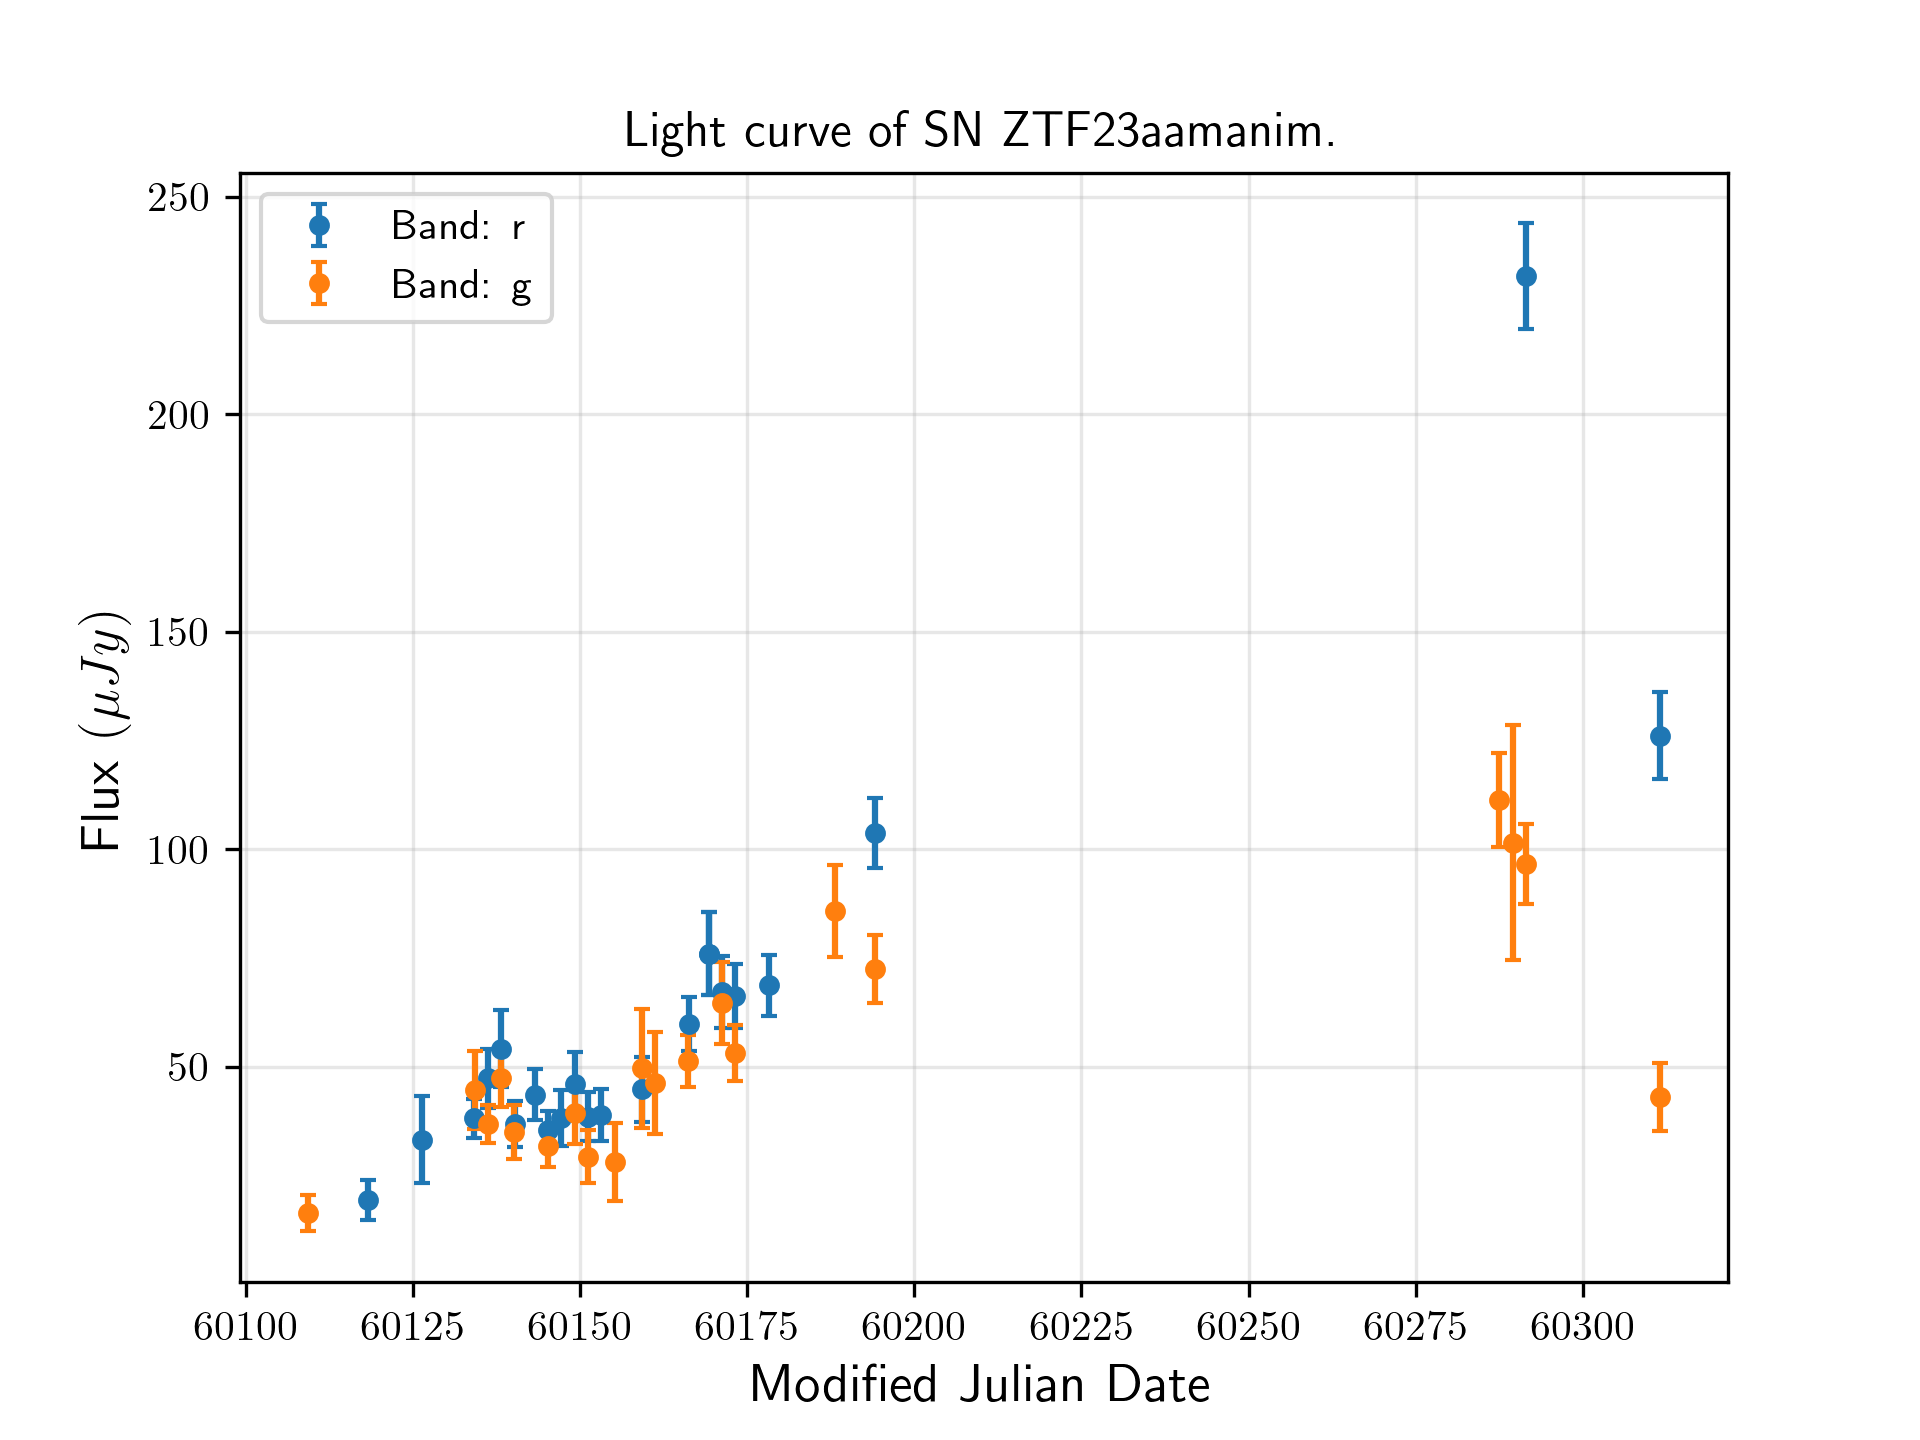 Light curve of SN ZTF23aamanim.
Band: r
Band: g
250
200
150
100
50
Flux (μJy)
60100 60125 60150 60175 60200 60225 60250 60275 60300
Modified Julian Date